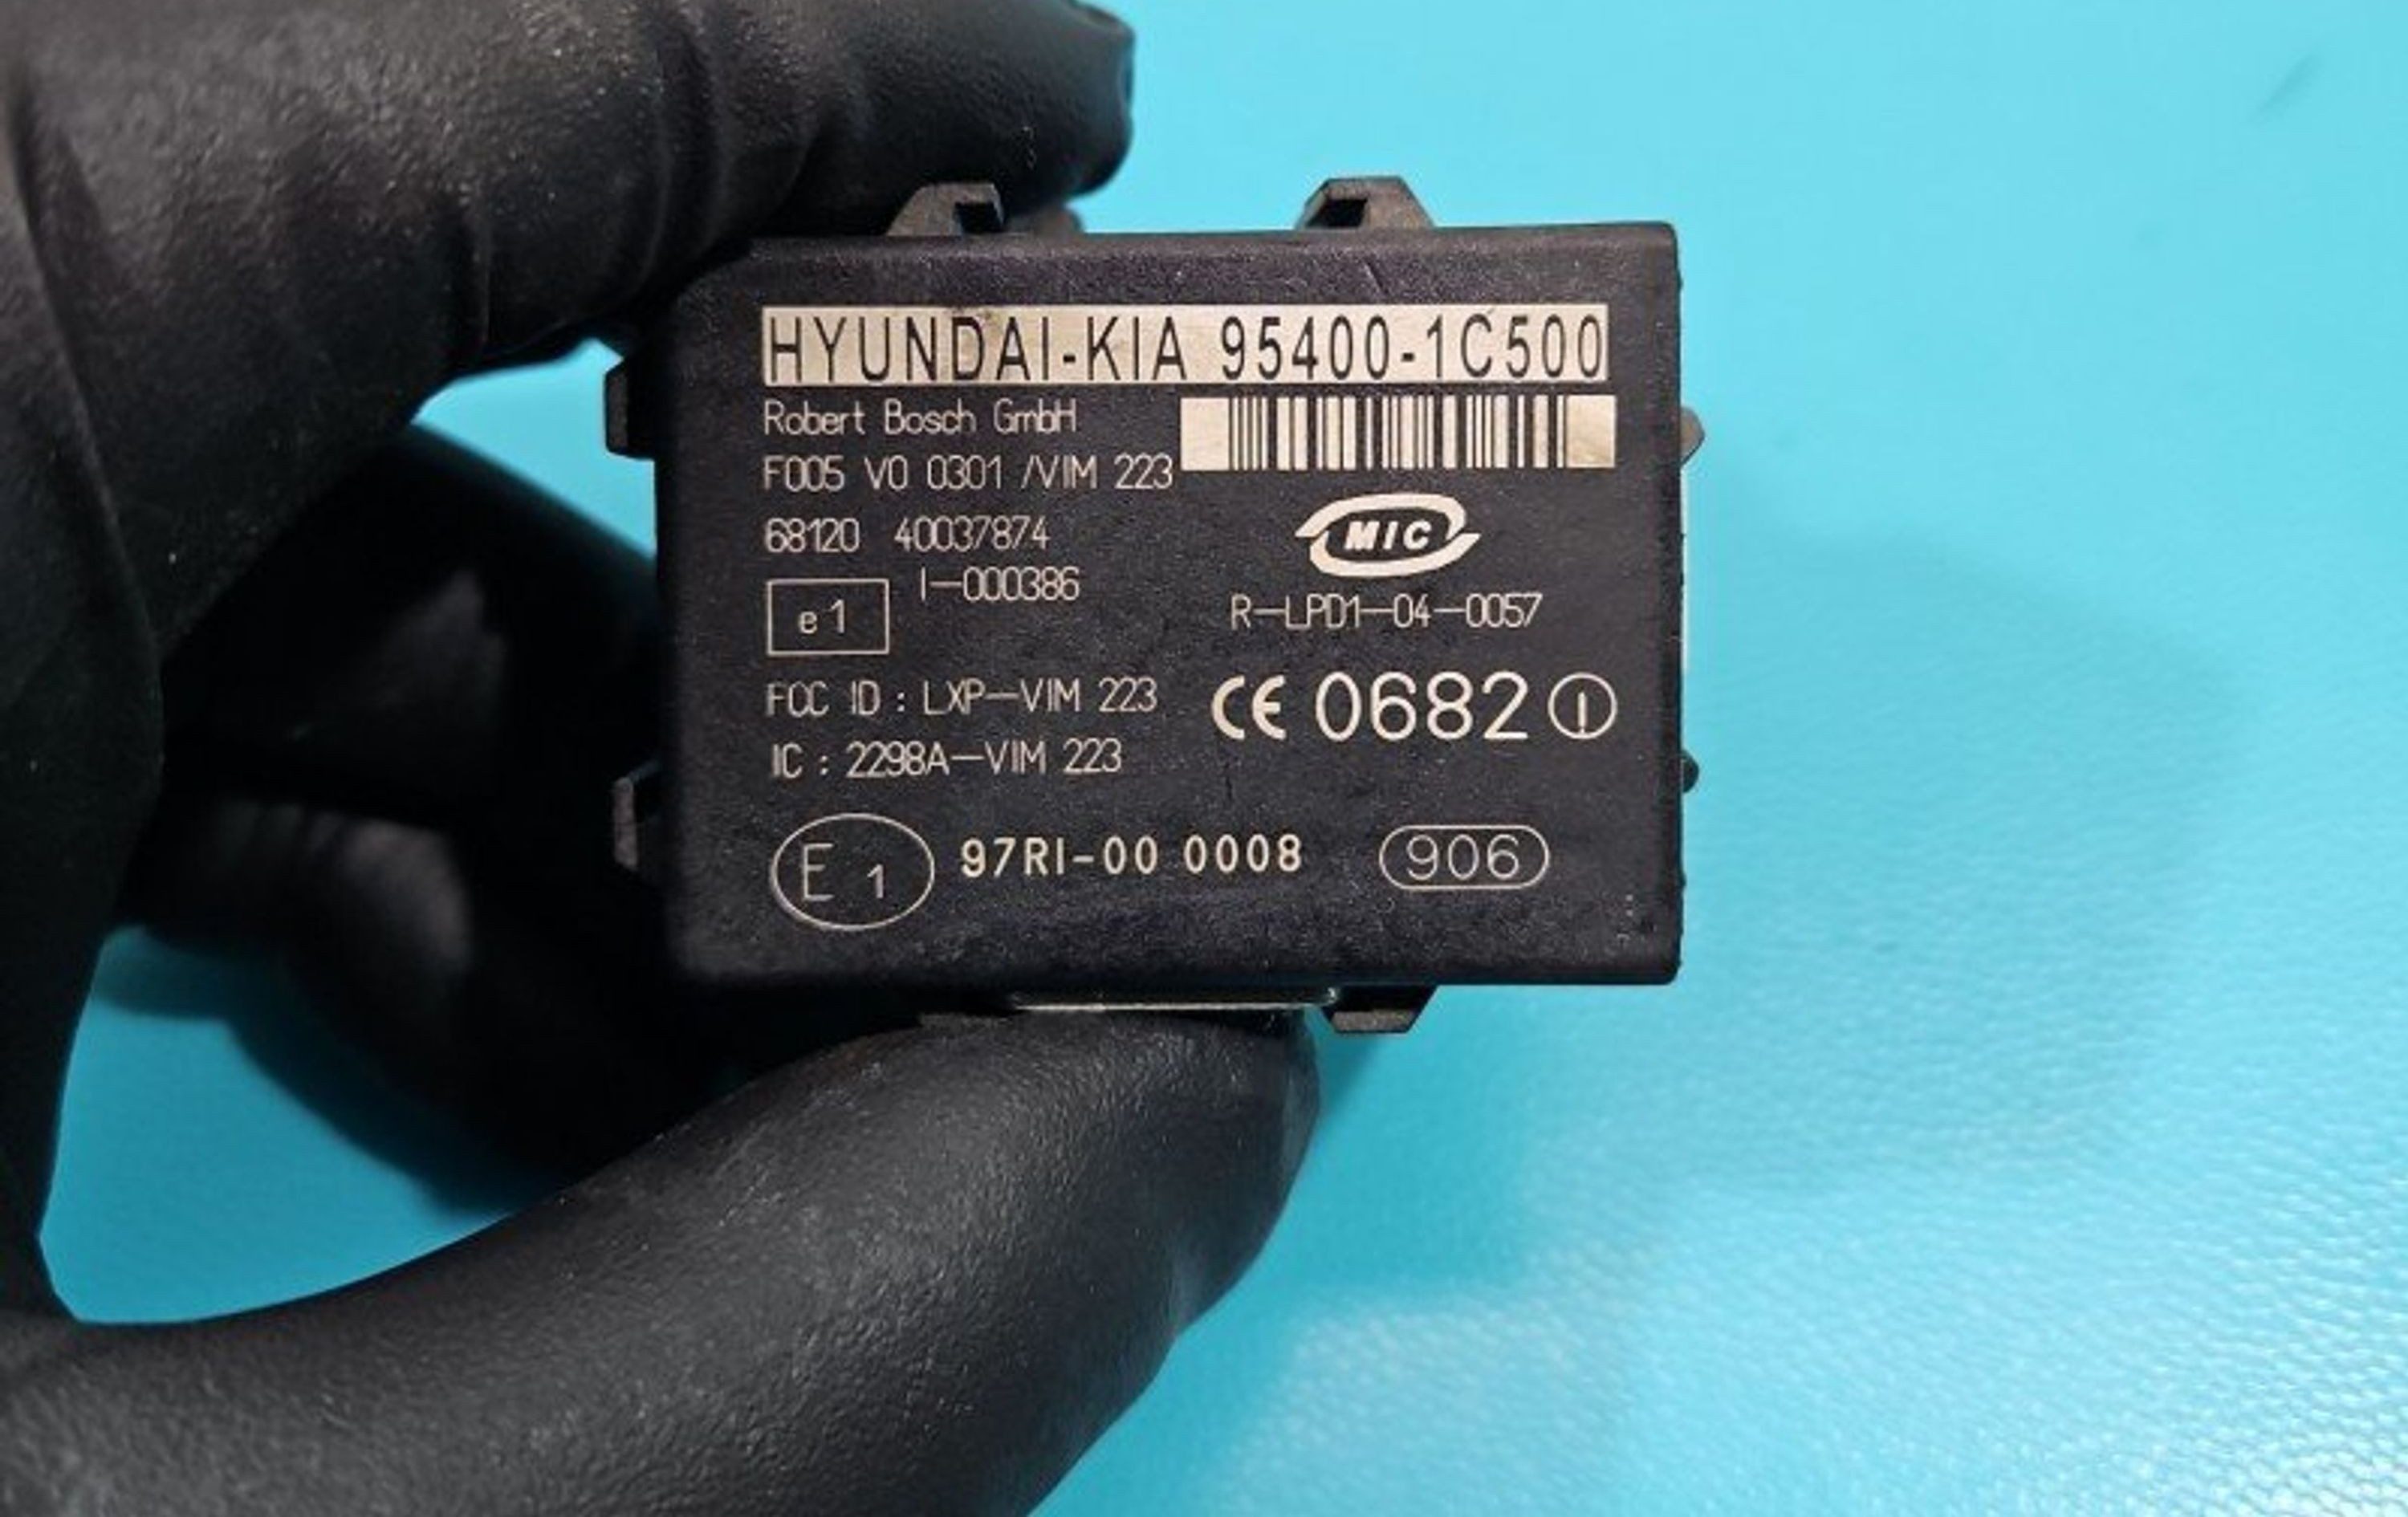 HYUNDAI-KIA 95400-1C500
Robert Bosch GmbH
F005 V0 0301 /VIM 223
68120 40037874
I-000386
e1
MIC
R-LPD1-04-0057
FCC ID : LXP-VIM 223
CE 0682
IC : 2298A-VIM 223
E1 97RI-00 0008 906